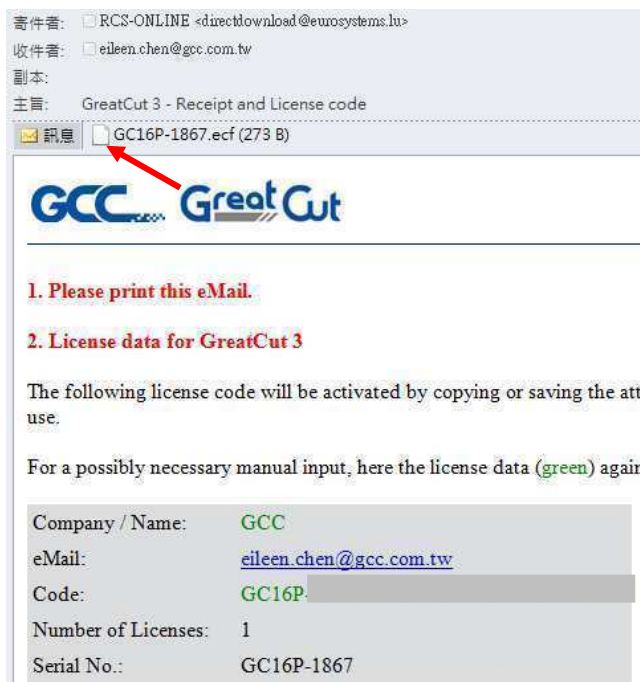 寄件者: RCS-ONLINE <directdownload@eurosystems.lu>
收件者: eileen.chen@gcc.com.tw
副本:
主旨: GreatCut 3 - Receipt and License code
訊息 GC16P-1867.ecf (273 B)
GCC GreatCut
1. Please print this eMail.
2. License data for GreatCut 3
The following license code will be activated by copying or saving the att
use.
For a possibly necessary manual input, here the license data (green) again
Company / Name: GCC
eMail: eileen.chen@gcc.com.tw
Code: GC16P-
Number of Licenses: 1
Serial No.: GC16P-1867